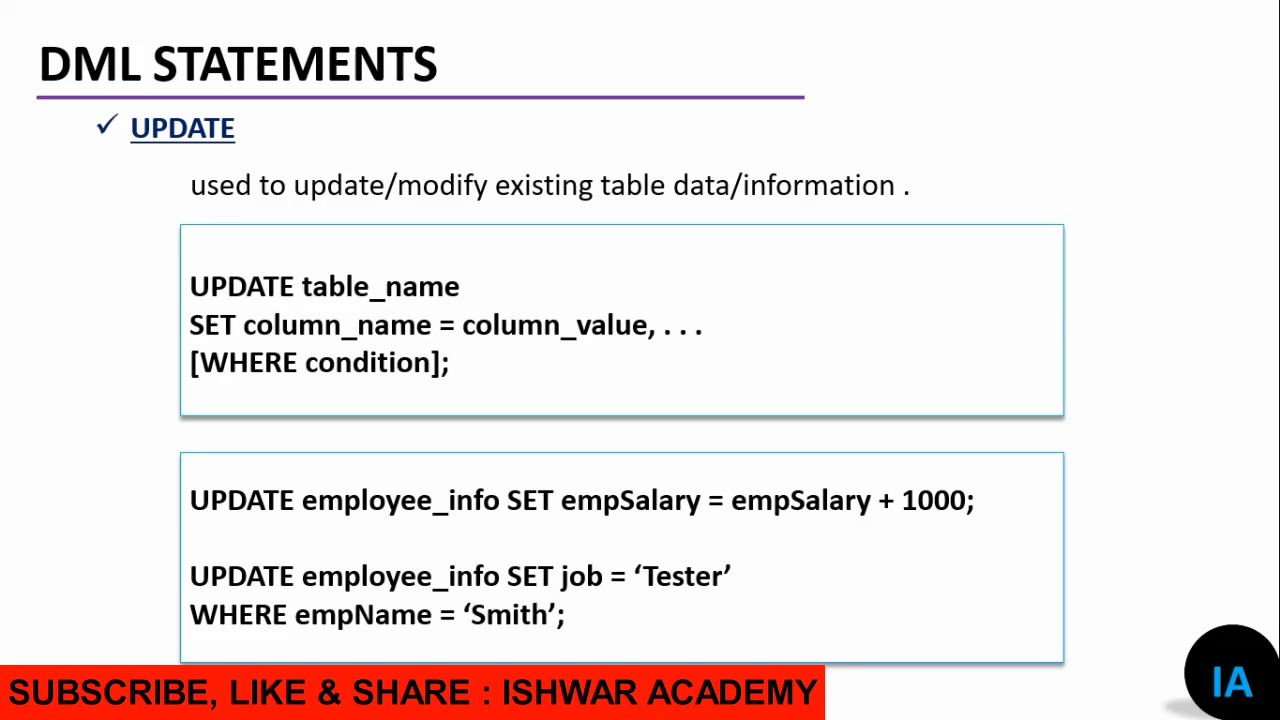 DML STATEMENTS
✓ UPDATE
used to update/modify existing table data/information .
UPDATE table_name
SET column_name = column_value, . . .
[WHERE condition];
UPDATE employee_info SET empSalary = empSalary + 1000;
UPDATE employee_info SET job = ‘Tester’
WHERE empName = ‘Smith’;
SUBSCRIBE, LIKE & SHARE : ISHWAR ACADEMY
IA